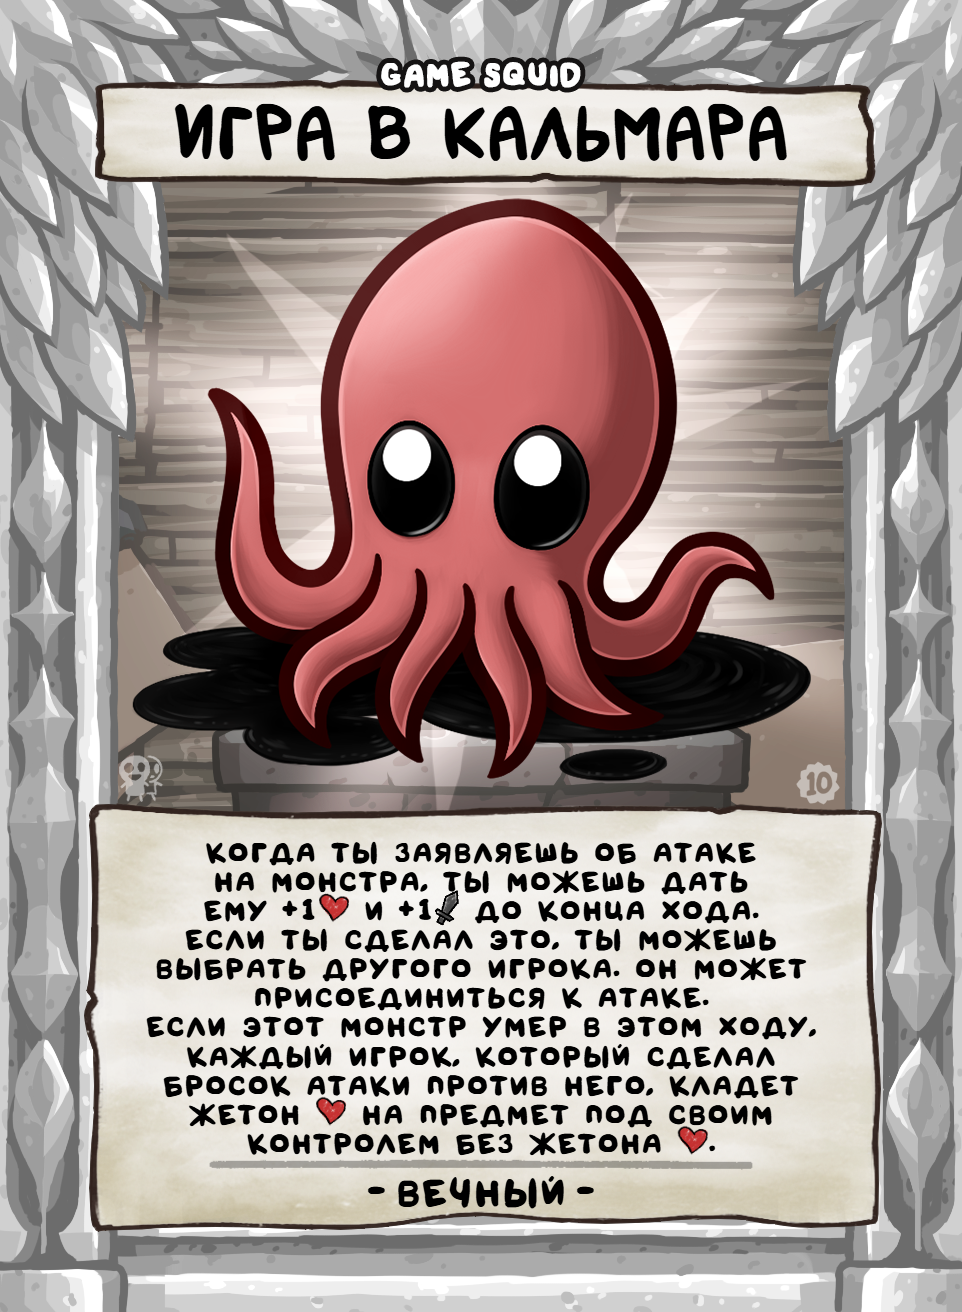 GAME SQUID
ИГРА В КАЛЬМАРА
10
КОГДА ТЫ ЗАЯВЛЯЕШЬ ОБ АТАКЕ
НА МОНСТРА, ТЫ МОЖЕШЬ ДАТЬ
ЕМУ +1❤ И +1🗡 ДО КОНЦА ХОДА.
ЕСЛИ ТЫ СДЕЛАЛ ЭТО, ТЫ МОЖЕШЬ
ВЫБРАТЬ ДРУГОГО ИГРОКА. ОН МОЖЕТ
ПРИСОЕДИНИТЬСЯ К АТАКЕ.
ЕСЛИ ЭТОТ МОНСТР УМЕР В ЭТОМ ХОДУ,
КАЖДЫЙ ИГРОК, КОТОРЫЙ СДЕЛАЛ
БРОСОК АТАКИ ПРОТИВ НЕГО, КЛАДЕТ
ЖЕТОН ❤ НА ПРЕДМЕТ ПОД СВОИМ
КОНТРОЛЕМ БЕЗ ЖЕТОНА ❤.
- ВЕЧНЫЙ -